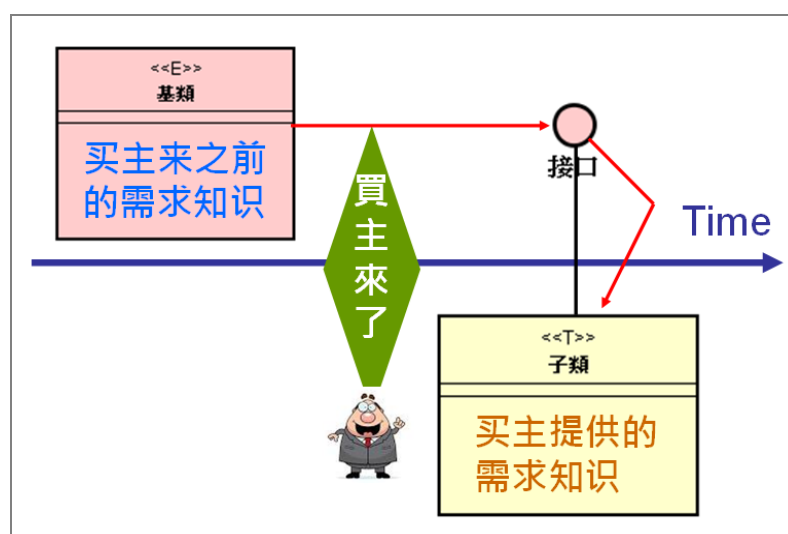 <<E>>
基類
买主来之前
的需求知识
買
主
來
了
接口
Time
<<T>>
子類
买主提供的
需求知识